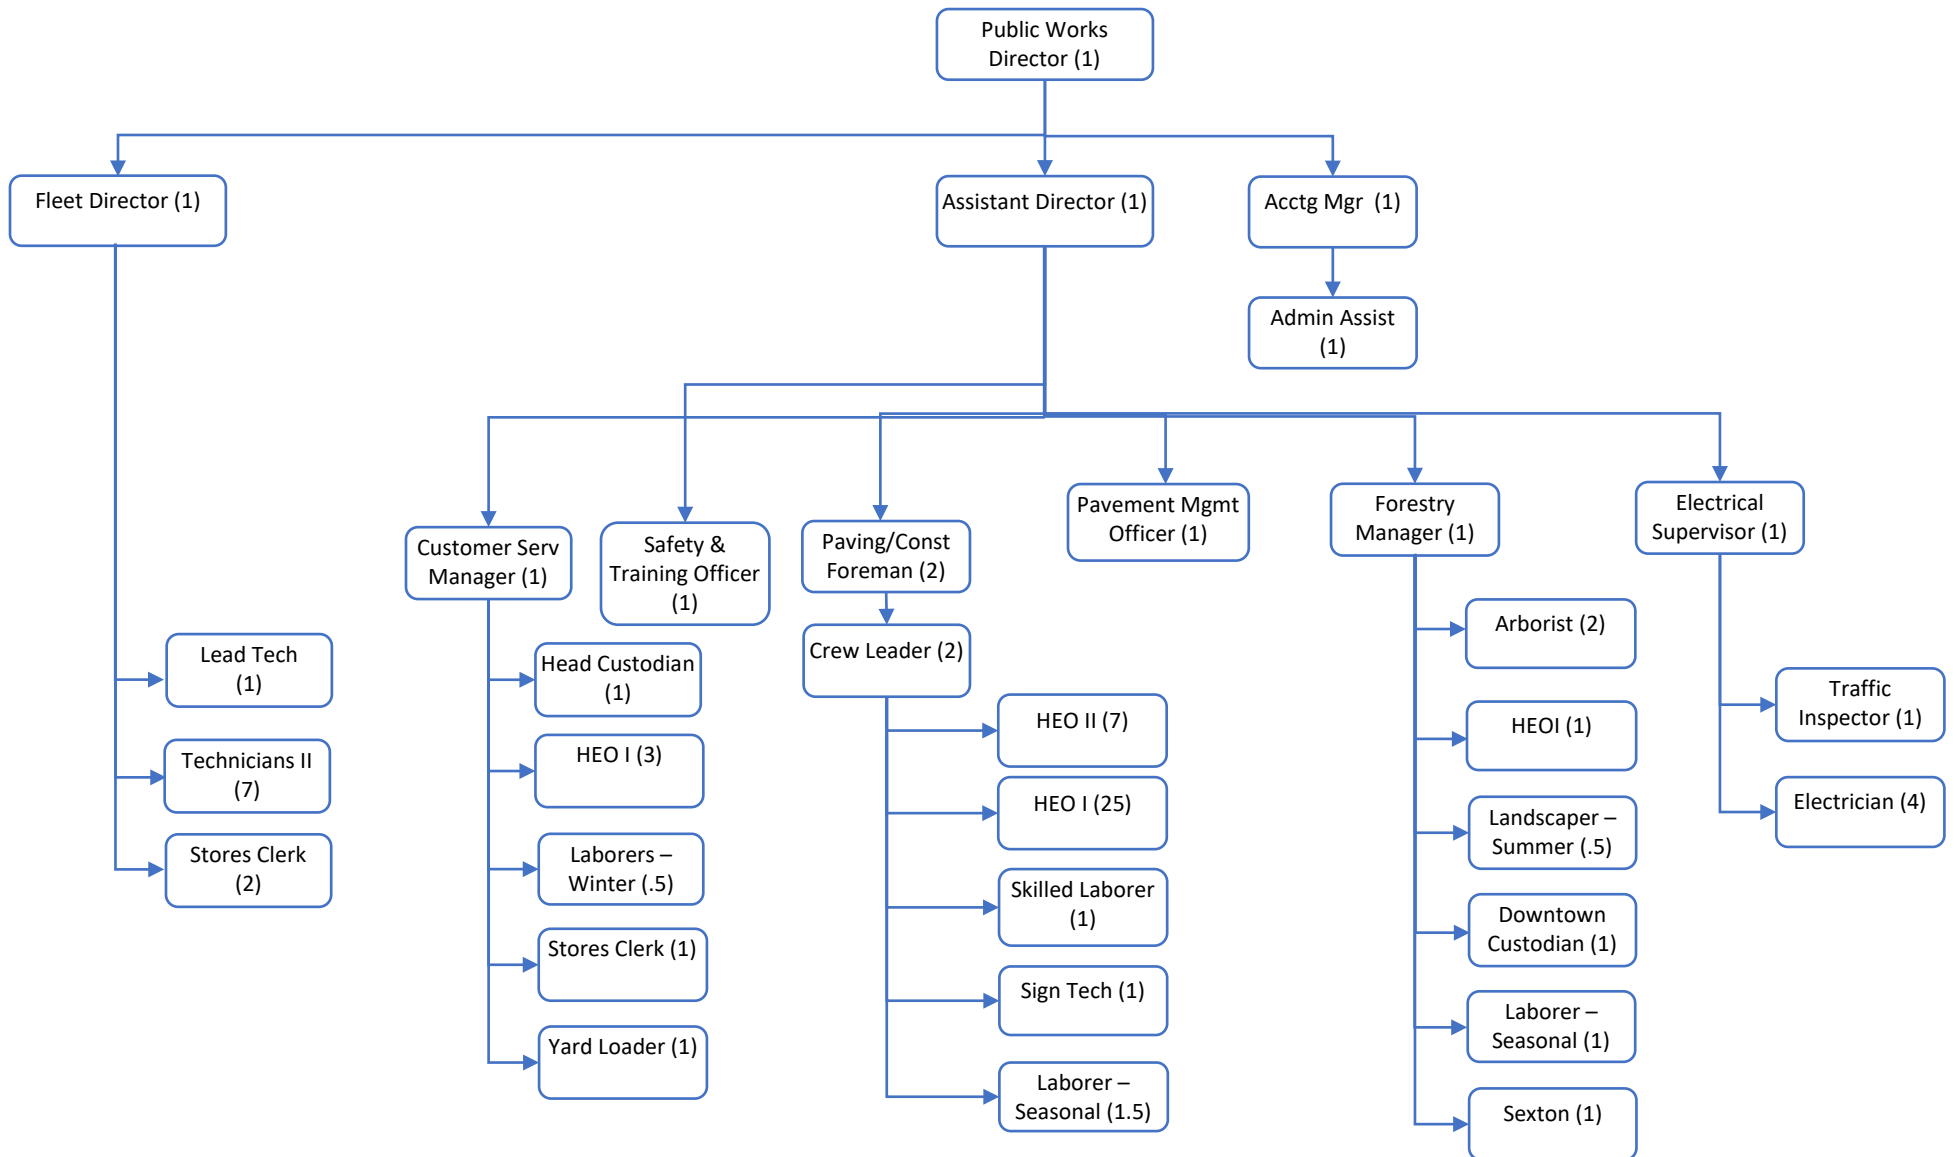 Public Works
Director (1)
Fleet Director (1)
Assistant Director (1)
Acctg Mgr  (1)
Admin Assist
(1)
Customer Serv
Manager (1)
Safety &
Training Officer
(1)
Paving/Const
Foreman (2)
Pavement Mgmt
Officer (1)
Forestry
Manager (1)
Electrical
Supervisor (1)
Lead Tech
(1)
Technicians II
(7)
Stores Clerk
(2)
Head Custodian
(1)
HEO I (3)
Laborers –
Winter (.5)
Stores Clerk (1)
Yard Loader (1)
Crew Leader (2)
HEO II (7)
HEO I (25)
Skilled Laborer
(1)
Sign Tech (1)
Laborer –
Seasonal (1.5)
Arborist (2)
HEOI (1)
Landscaper –
Summer (.5)
Downtown
Custodian (1)
Laborer –
Seasonal (1)
Sexton (1)
Traffic
Inspector (1)
Electrician (4)